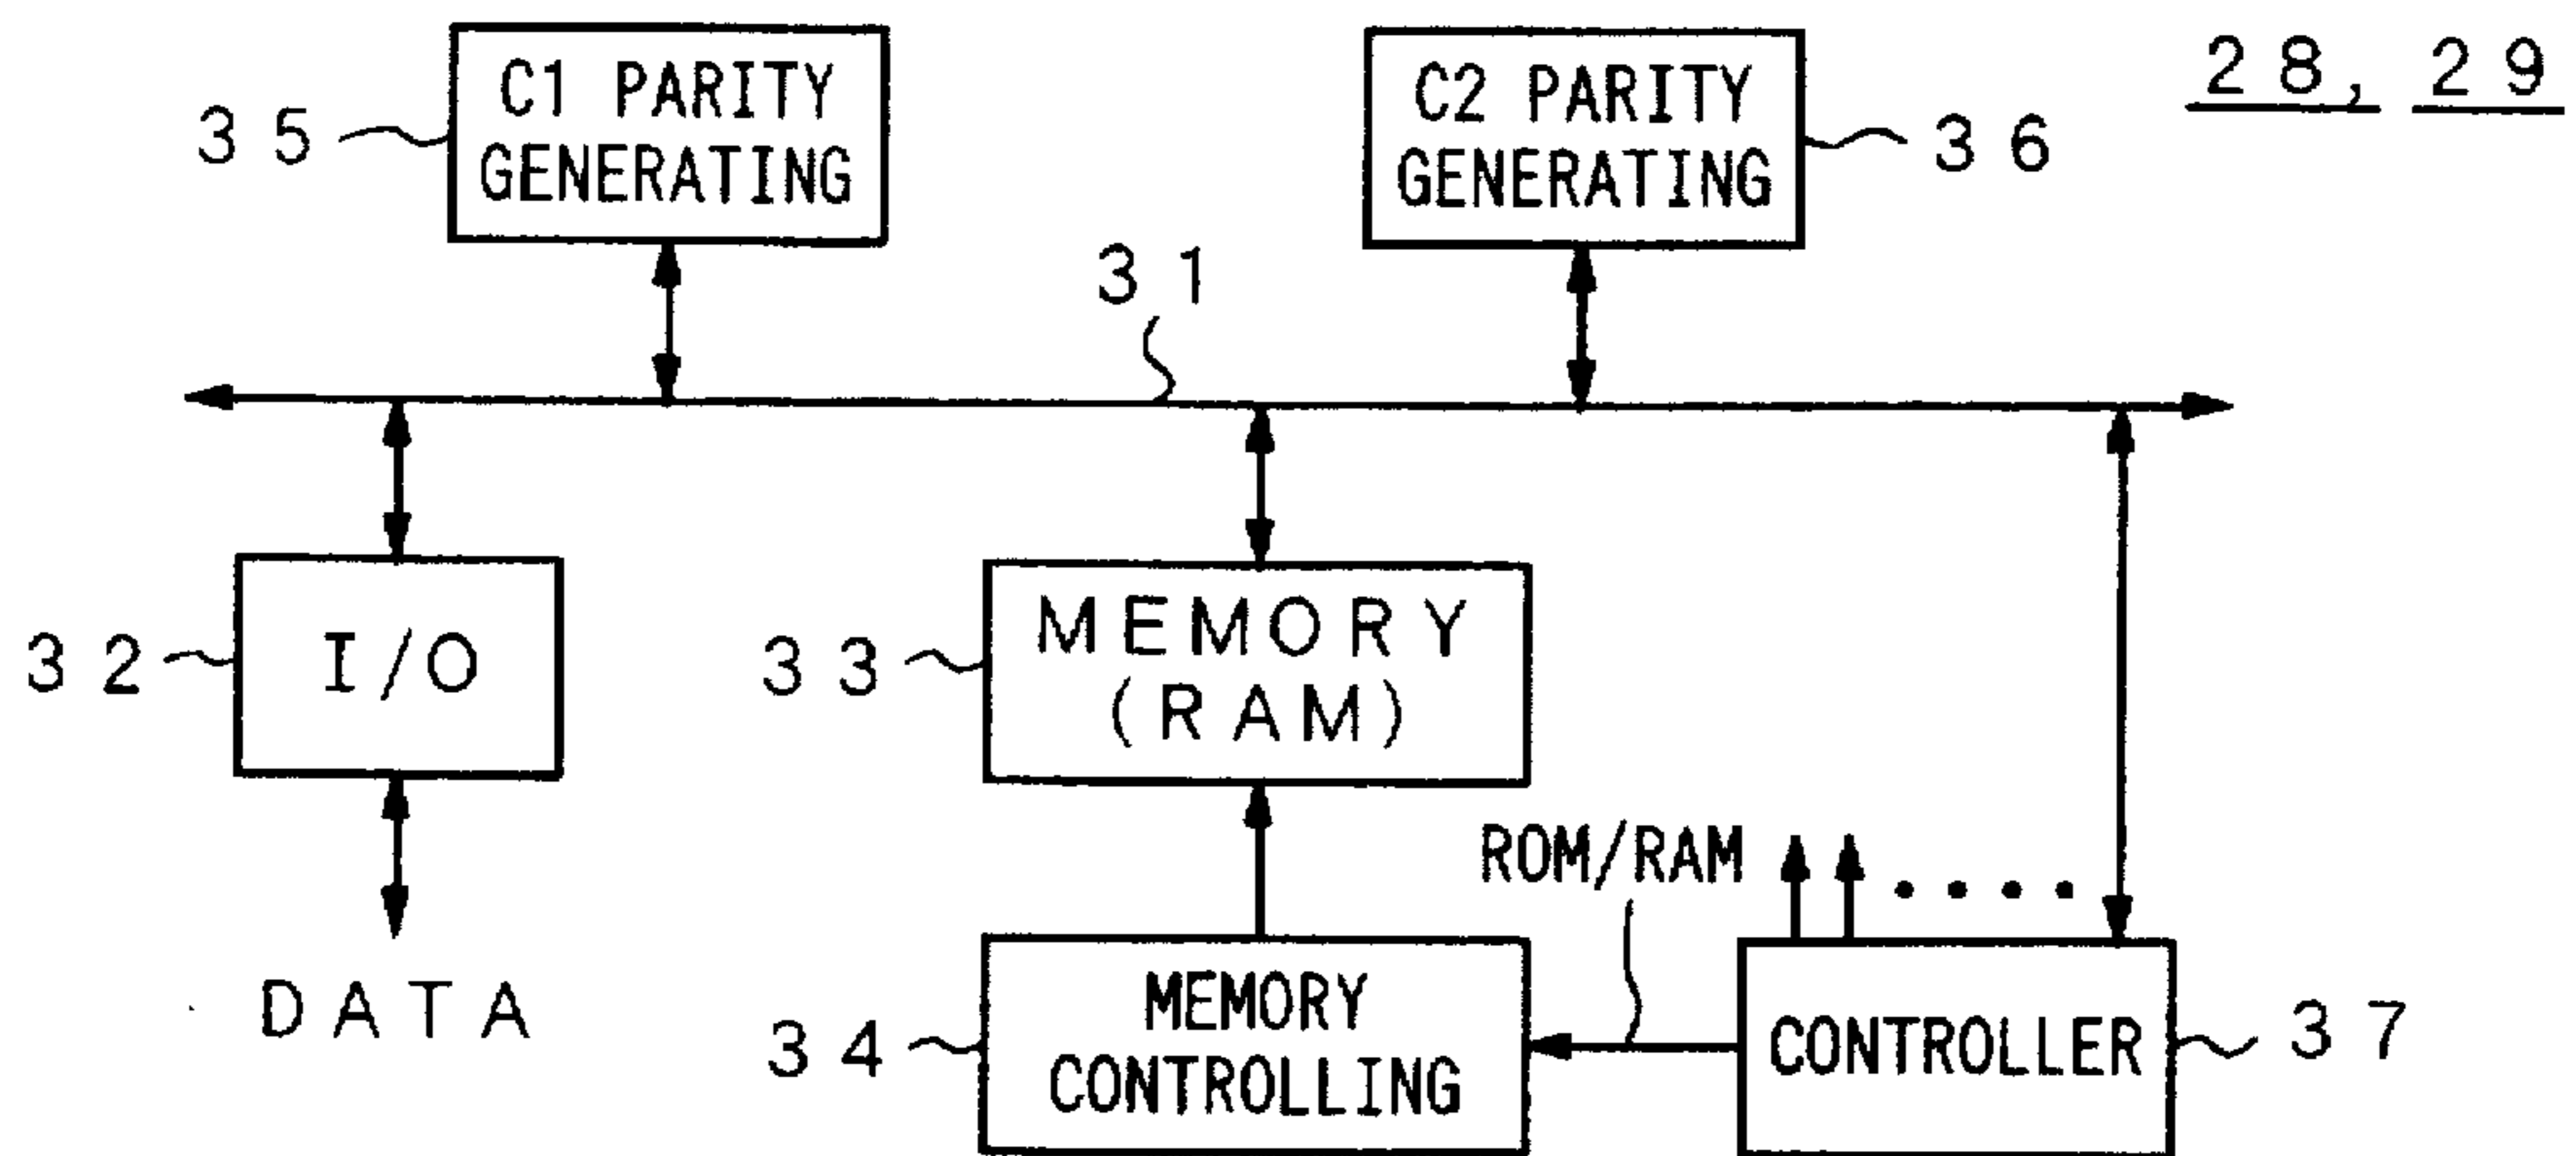 28, 29
C1 PARITY
GENERATING
35
C2 PARITY
GENERATING
36
31
32
I/O
33
MEMORY
(RAM)
ROM/RAM
DATA
34
MEMORY
CONTROLLING
CONTROLLER
37